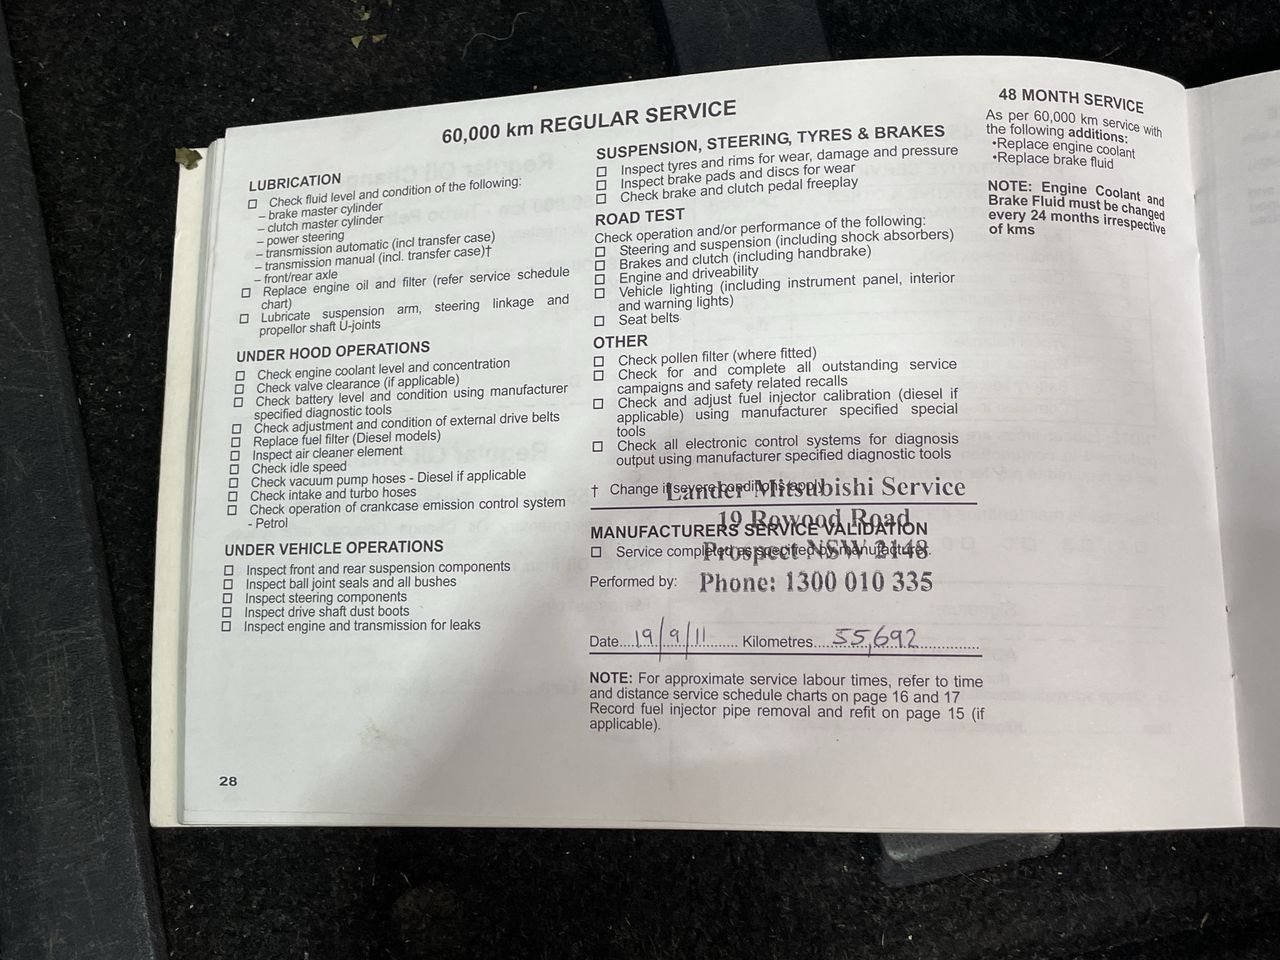 60,000 km REGULAR SERVICE
LUBRICATION
Check fluid level and condition of the following:
– brake master cylinder
– clutch master cylinder
– power steering
– transmission automatic (incl transfer case)
– transmission manual (incl. transfer case)†
– front/rear axle
Replace engine oil and filter (refer service schedule
chart)
Lubricate suspension arm, steering linkage and
propellor shaft U-joints
UNDER HOOD OPERATIONS
Check engine coolant level and concentration
Check valve clearance (if applicable)
Check battery level and condition using manufacturer
specified diagnostic tools
Check adjustment and condition of external drive belts
Replace fuel filter (Diesel models)
Inspect air cleaner element
Check idle speed
Check vacuum pump hoses - Diesel if applicable
Check intake and turbo hoses
Check operation of crankcase emission control system
- Petrol
UNDER VEHICLE OPERATIONS
Inspect front and rear suspension components
Inspect ball joint seals and all bushes
Inspect steering components
Inspect drive shaft dust boots
Inspect engine and transmission for leaks
28
SUSPENSION, STEERING, TYRES & BRAKES
Inspect tyres and rims for wear, damage and pressure
Inspect brake pads and discs for wear
Check brake and clutch pedal freeplay
ROAD TEST
Check operation and/or performance of the following:
Steering and suspension (including shock absorbers)
Brakes and clutch (including handbrake)
Engine and driveability
Vehicle lighting (including instrument panel, interior
and warning lights)
Seat belts
OTHER
Check pollen filter (where fitted)
Check for and complete all outstanding service
campaigns and safety related recalls
Check and adjust fuel injector calibration (diesel if
applicable) using manufacturer specified special
tools
Check all electronic control systems for diagnosis
output using manufacturer specified diagnostic tools
† Change if severe conditions apply
Lander Mitsubishi Service
19 Rowood Road
MANUFACTURERS SERVICE VALIDATION
Prospect NSW 2148
Service completed as specified by manufacturer.
Performed by: Phone: 1300 010 335
Date....19/9/11........ Kilometres....55,692..............
NOTE: For approximate service labour times, refer to time
and distance service schedule charts on page 16 and 17
Record fuel injector pipe removal and refit on page 15 (if
applicable).
48 MONTH SERVICE
As per 60,000 km service with
the following additions:
•Replace engine coolant
•Replace brake fluid
NOTE: Engine Coolant and
Brake Fluid must be changed
every 24 months irrespective
of kms